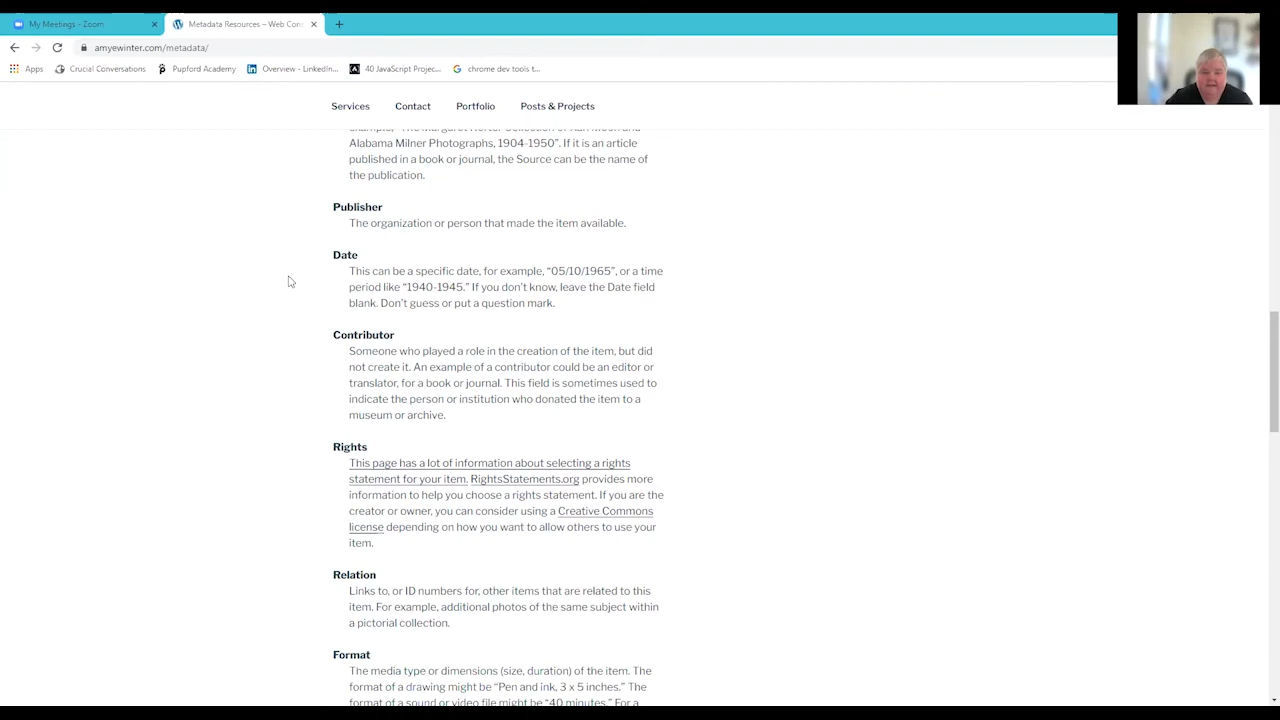 My Meetings - Zoom
Metadata Resources – Web Con
amyewinter.com/metadata/
Apps
Crucial Conversations
Pupford Academy
Overview - LinkedIn...
40 JavaScript Projec...
chrome dev tools t...
Services
Contact
Portfolio
Posts & Projects
Alabama Milner Photographs, 1904-1950”. If it is an article
published in a book or journal, the Source can be the name of
the publication.
Publisher
The organization or person that made the item available.
Date
This can be a specific date, for example, “05/10/1965”, or a time
period like “1940-1945.” If you don’t know, leave the Date field
blank. Don’t guess or put a question mark.
Contributor
Someone who played a role in the creation of the item, but did
not create it. An example of a contributor could be an editor or
translator, for a book or journal. This field is sometimes used to
indicate the person or institution who donated the item to a
museum or archive.
Rights
This page has a lot of information about selecting a rights
statement for your item. RightsStatements.org provides more
information to help you choose a rights statement. If you are the
creator or owner, you can consider using a Creative Commons
license depending on how you want to allow others to use your
item.
Relation
Links to, or ID numbers for, other items that are related to this
item. For example, additional photos of the same subject within
a pictorial collection.
Format
The media type or dimensions (size, duration) of the item. The
format of a drawing might be “Pen and ink, 3 x 5 inches.” The
format of a sound or video file might be “40 minutes.” For a